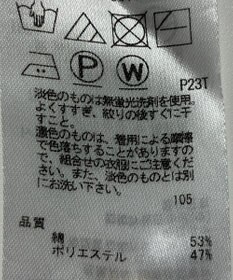 P W
P23T
淡色のものは無蛍光洗剤を使用。
よくすすぎ、絞りの後すぐに干
すこと。
濃色のものは、着用による摩擦
で色落ちすることがありますの
で、組合せの衣服にご注意くださ
い。また、淡色のものとは別
にお洗い下さい。
105
品質
綿 53%
ポリエステル 47%